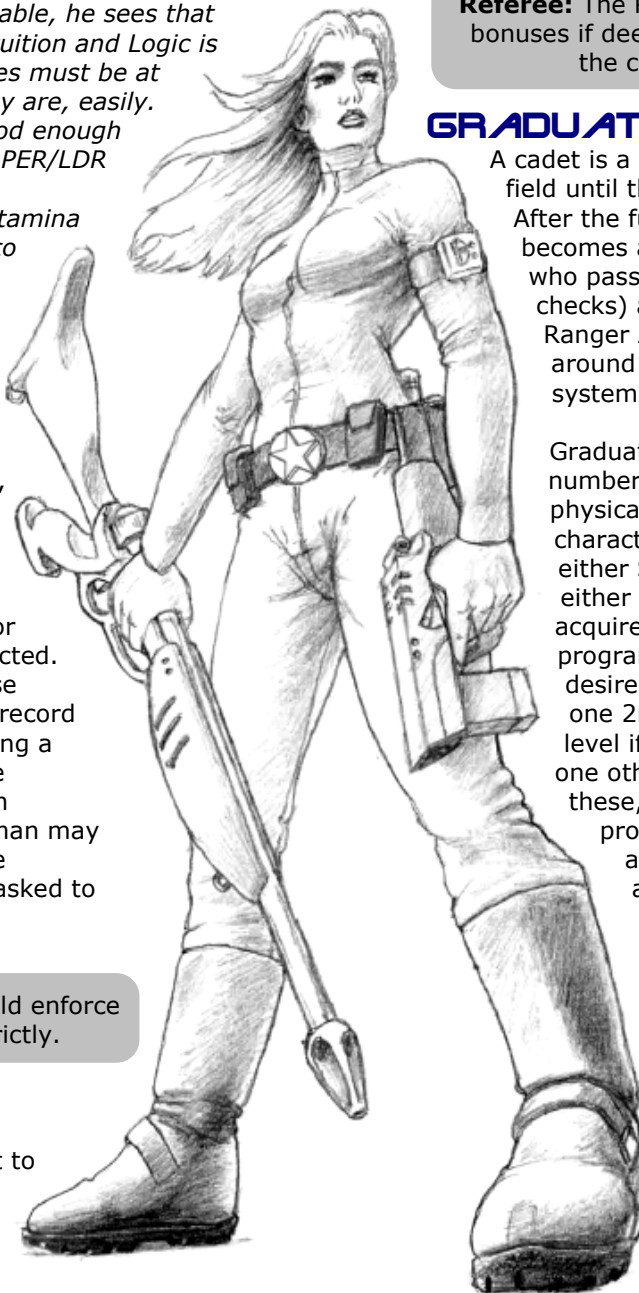 able, he sees that
uition and Logic is
es must be at
y are, easily.
od enough
PER/LDR
tamina
to
or
cted.
se
record
ng a
e
n
man may
e
asked to
ld enforce
rictly.
t to
Referee: The
bonuses if dee
the c
GRADUAT
A cadet is a
field until th
After the fu
becomes a
who pass
checks) a
Ranger
around
system
Graduat
number
physica
charact
either
either
acquire
progra
desire
one 2
level if
one oth
these,
pro
a
a